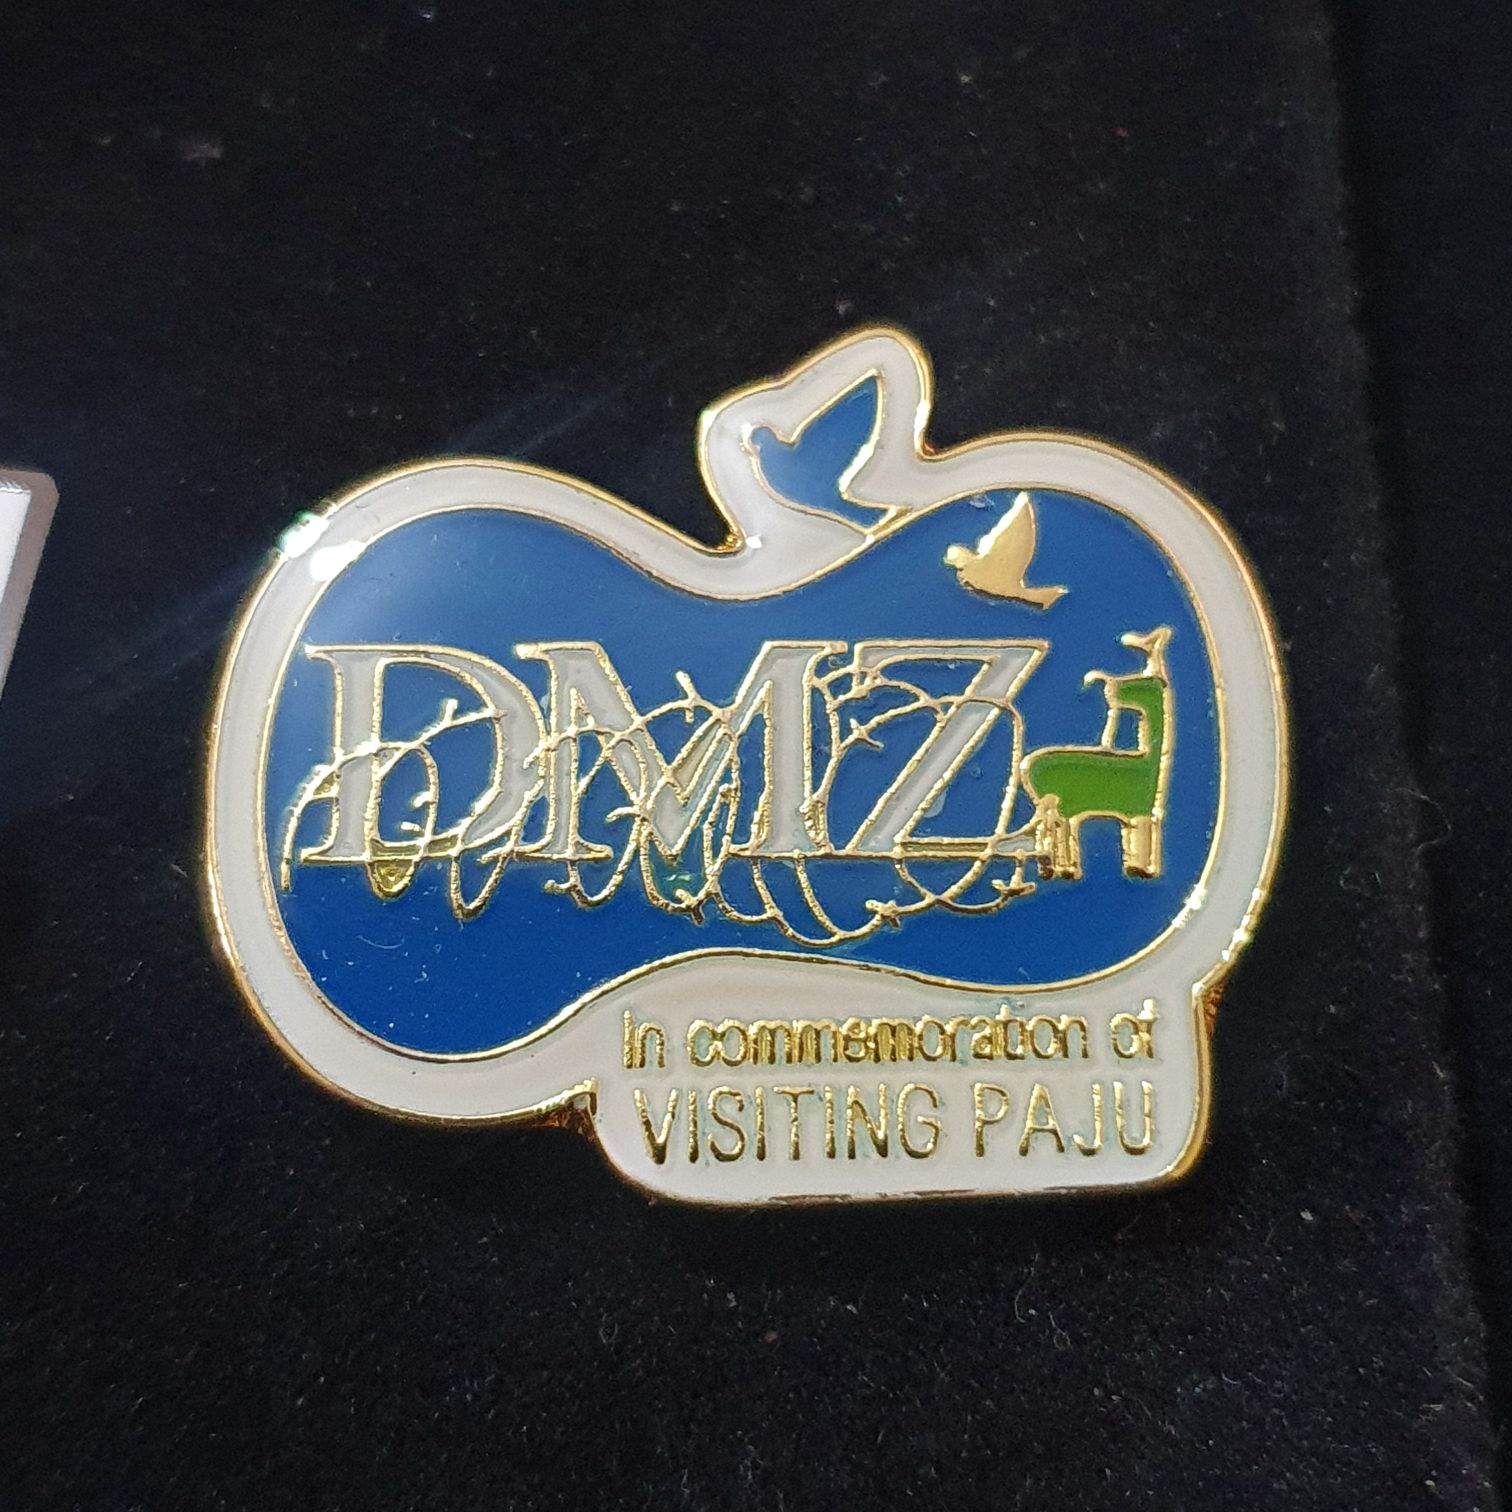 DMZ
In commemoration of
VISITING PAJU